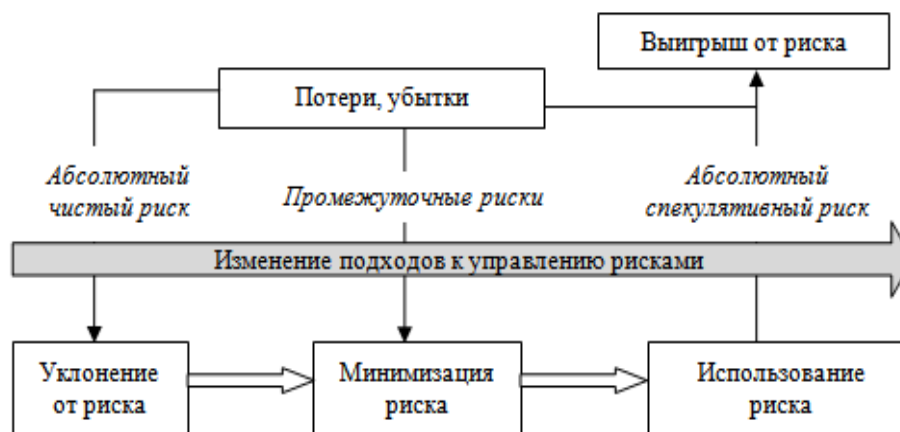 Выигрыш от риска
Потери, убытки
Абсолютный
чистый риск
Промежуточные риски
Абсолютный
спекулятивный риск
Изменение подходов к управлению рисками
Уклонение
от риска
Минимизация
риска
Использование
риска